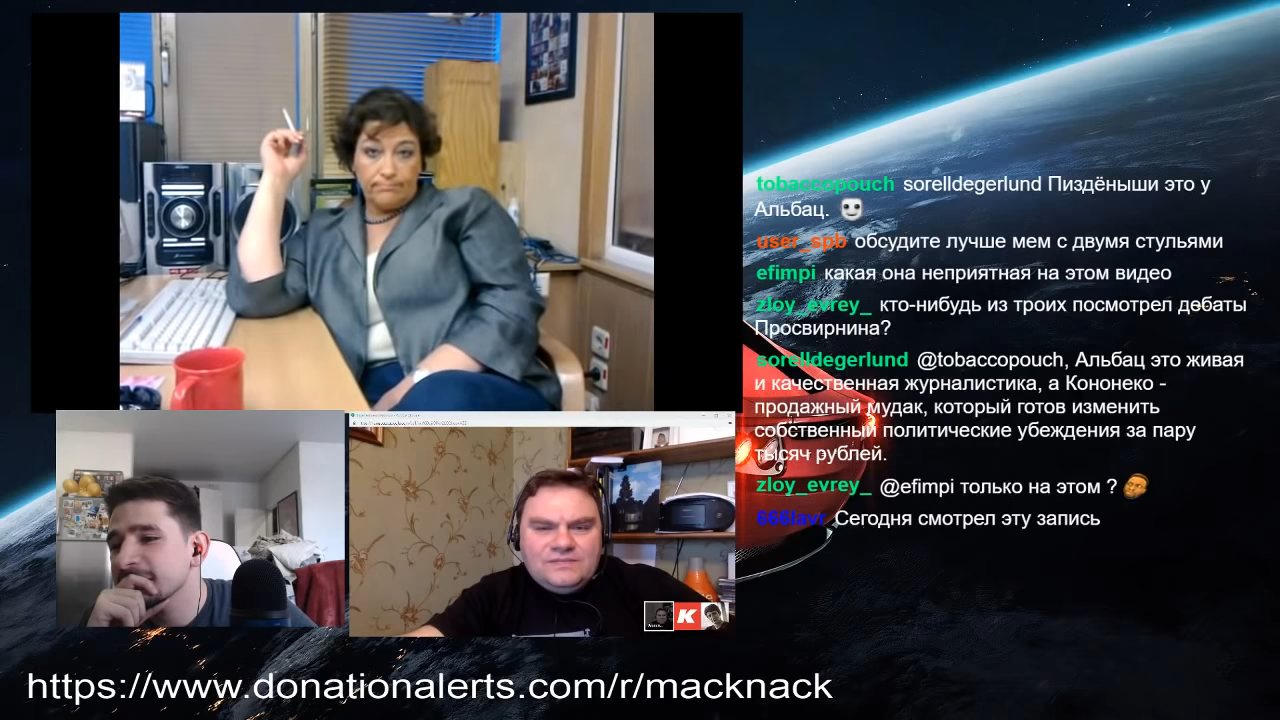 tobaccopouch sorelldegerlund Пиздёныши это у
Альбац.
user_spb обсудите лучше мем с двумя стульями
efimpi какая она неприятная на этом видео
zloy_evrey_ кто-нибудь из троих посмотрел дебаты
Просвирнина?
sorelldegerlund @tobaccopouch, Альбац это живая
и качественная журналистика, а Кононеко -
продажный мудак, который готов изменить
собственный политические убеждения за пару
тысяч рублей.
zloy_evrey_ @efimpi только на этом ?
666lavr Сегодня смотрел эту запись
K
https://www.donationalerts.com/r/macknack